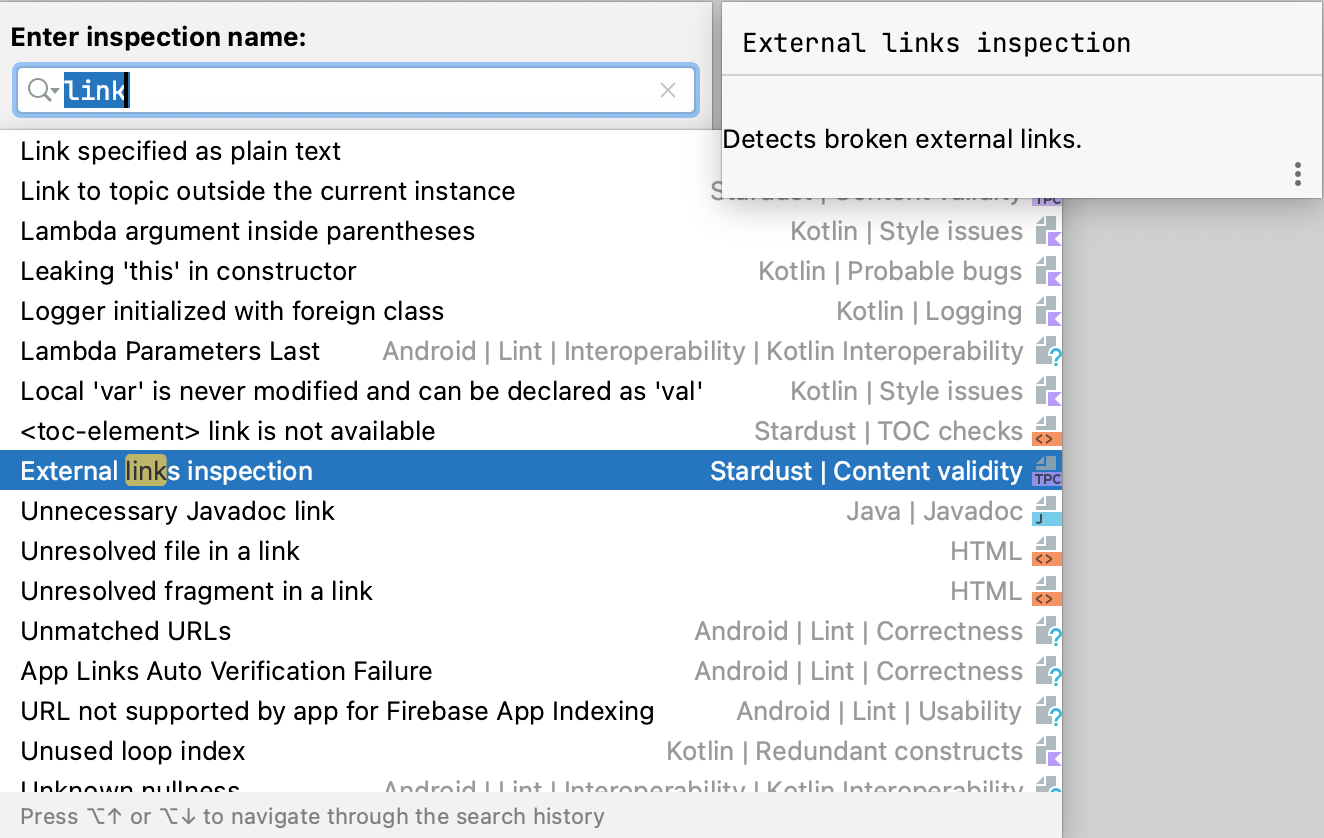 Enter inspection name:
link
External links inspection
Detects broken external links.
Link specified as plain text
Link to topic outside the current instance Stardust | Content validity TPC
Lambda argument inside parentheses Kotlin | Style issues
Leaking 'this' in constructor Kotlin | Probable bugs
Logger initialized with foreign class Kotlin | Logging
Lambda Parameters Last Android | Lint | Interoperability | Kotlin Interoperability ?
Local 'var' is never modified and can be declared as 'val' Kotlin | Style issues
<toc-element> link is not available Stardust | TOC checks <>
External links inspection Stardust | Content validity TPC
Unnecessary Javadoc link Java | Javadoc J
Unresolved file in a link HTML <>
Unresolved fragment in a link HTML <>
Unmatched URLs Android | Lint | Correctness ?
App Links Auto Verification Failure Android | Lint | Correctness ?
URL not supported by app for Firebase App Indexing Android | Lint | Usability ?
Unused loop index Kotlin | Redundant constructs
Unknown nullness Android | Lint | Interoperability | Kotlin Interoperability ?
Press ⌥↑ or ⌥↓ to navigate through the search history